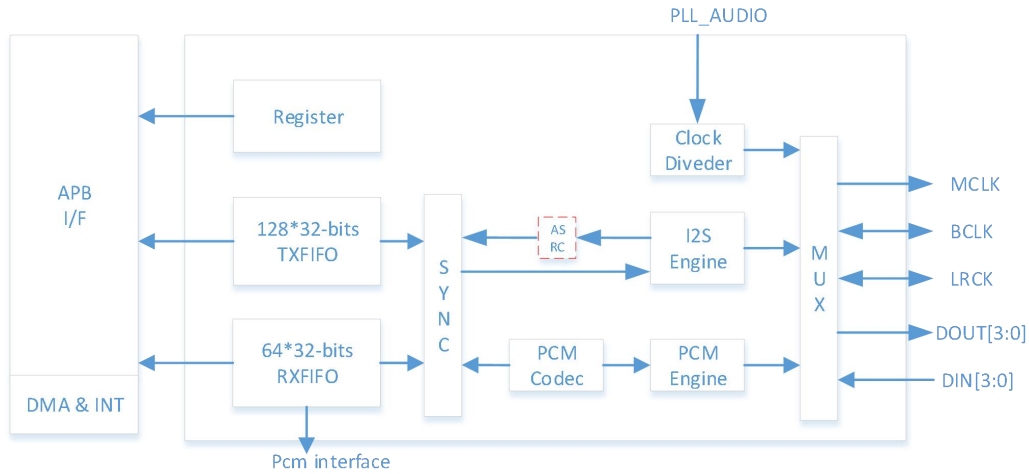 PLL_AUDIO
APB
I/F
DMA & INT
Register
128*32-bits
TXFIFO
64*32-bits
RXFIFO
Pcm interface
S
Y
N
C
AS
RC
Clock
Diveder
I2S
Engine
PCM
Codec
PCM
Engine
M
U
X
MCLK
BCLK
LRCK
DOUT[3:0]
DIN[3:0]